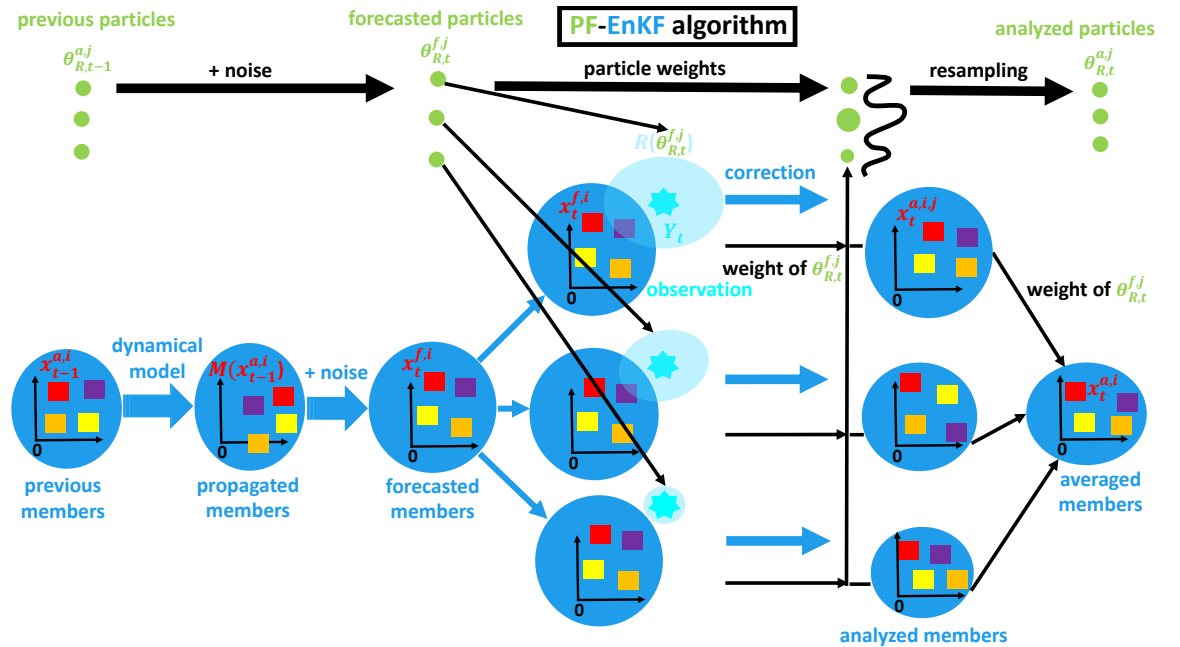 PF-EnKF algorithm
previous particles
θ^{a,j}_{R,t−1}
+ noise
forecasted particles
θ^{f,j}_{R,t}
particle weights
resampling
analyzed particles
θ^{a,j}_{R,t}
R(θ^{f,j}_{R,t})
correction
x^{f,i}_t
Y_t
x^{a,i,j}_t
0
0
weight of θ^{f,j}_{R,t}
observation
weight of θ^{f,j}_{R,t}
x^{a,i}_{t−1}
dynamical
model
M(x^{a,i}_{t−1})
+ noise
x^{f,i}_t
x^{a,i}_t
0
0
0
0
0
0
previous
members
propagated
members
forecasted
members
averaged
members
0
0
analyzed members